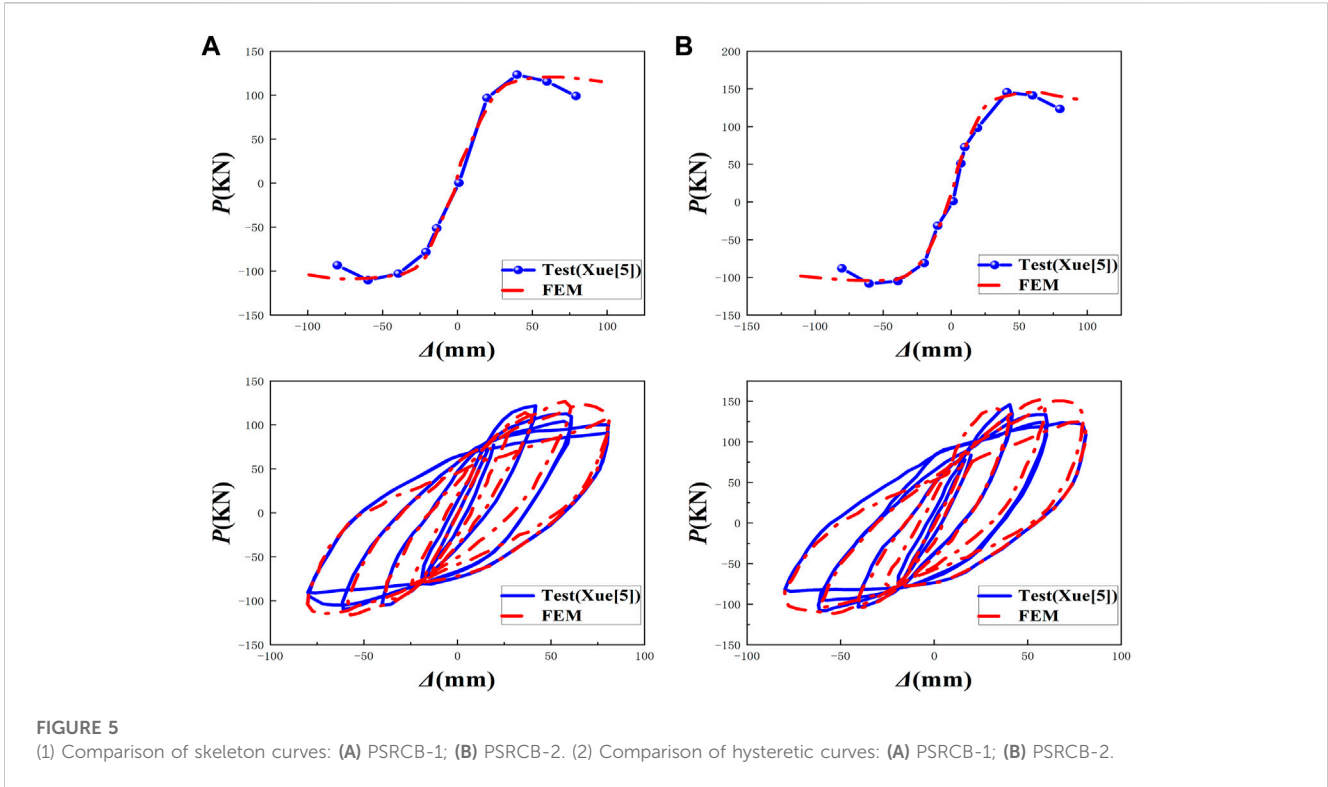 A
B
150
100
50
0
-50
-100
-150
P(KN)
-100
-50
0
50
100
Δ(mm)
Test(Xue[5])
FEM
200
150
100
50
0
-50
-100
-150
P(KN)
-150
-100
-50
0
50
100
150
Δ(mm)
Test(Xue[5])
FEM
150
100
50
0
-50
-100
-150
P(KN)
-100
-50
0
50
100
Δ(mm)
Test(Xue[5])
FEM
150
100
50
0
-50
-100
-150
P(KN)
-100
-50
0
50
100
Δ(mm)
Test(Xue[5])
FEM
FIGURE 5
(1) Comparison of skeleton curves: (A) PSRCB-1; (B) PSRCB-2. (2) Comparison of hysteretic curves: (A) PSRCB-1; (B) PSRCB-2.